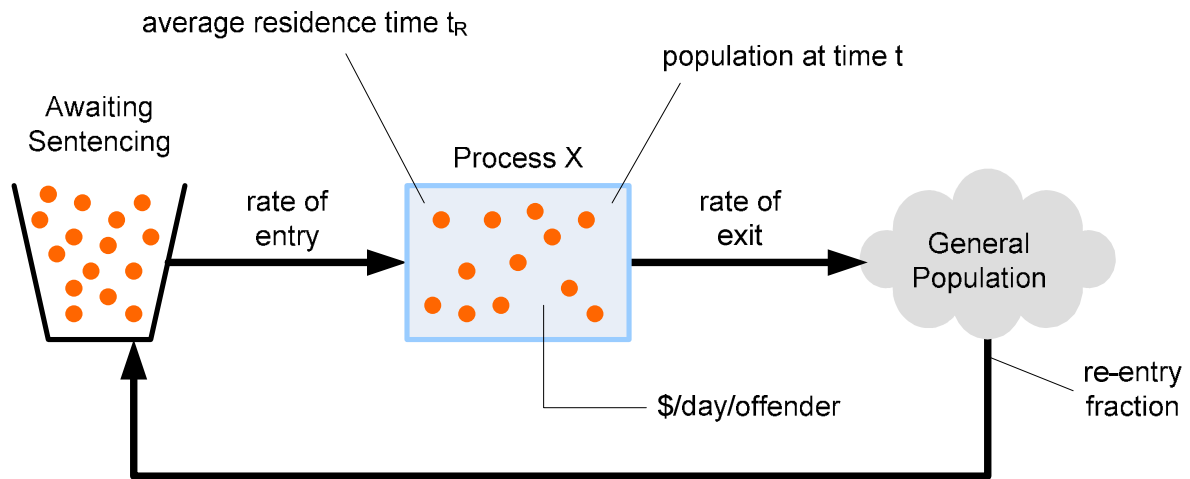 average residence time tR
population at time t
Awaiting
Sentencing
Process X
rate of
entry
rate of
exit
General
Population
$/day/offender
re-entry
fraction